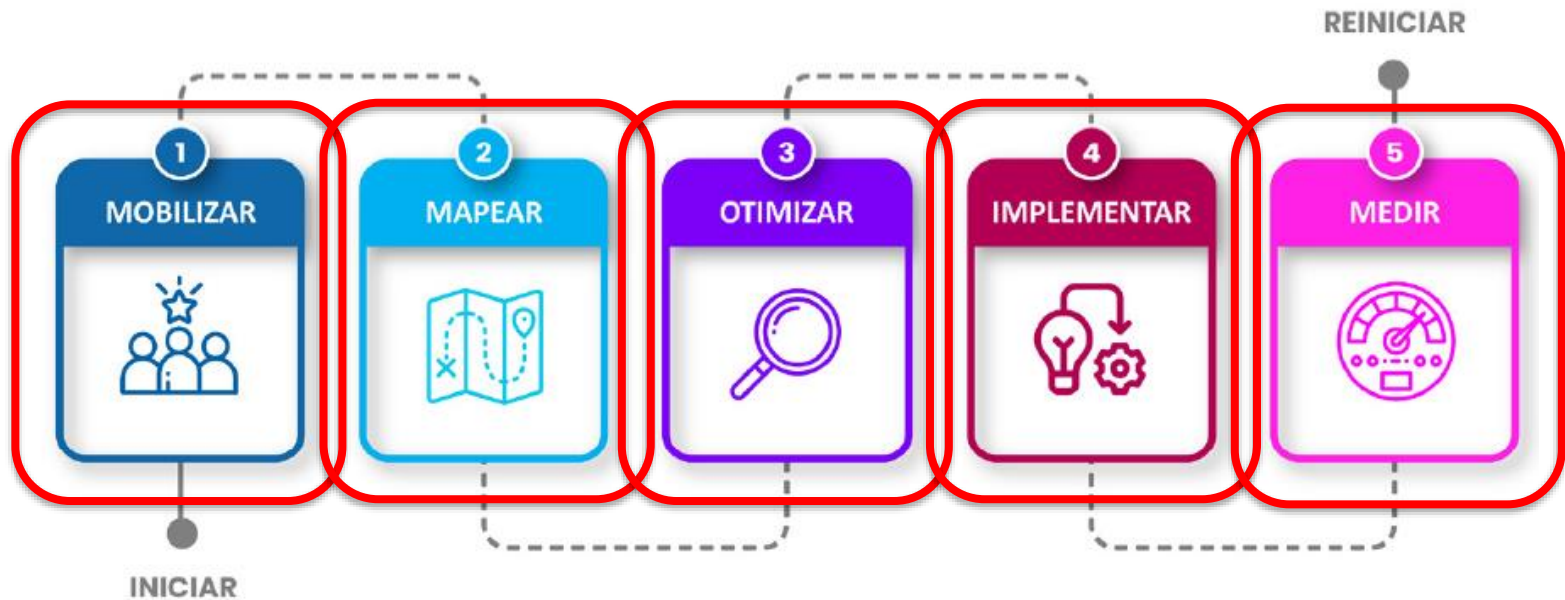 REINICIAR
1
MOBILIZAR
2
MAPEAR
3
OTIMIZAR
4
IMPLEMENTAR
5
MEDIR
INICIAR